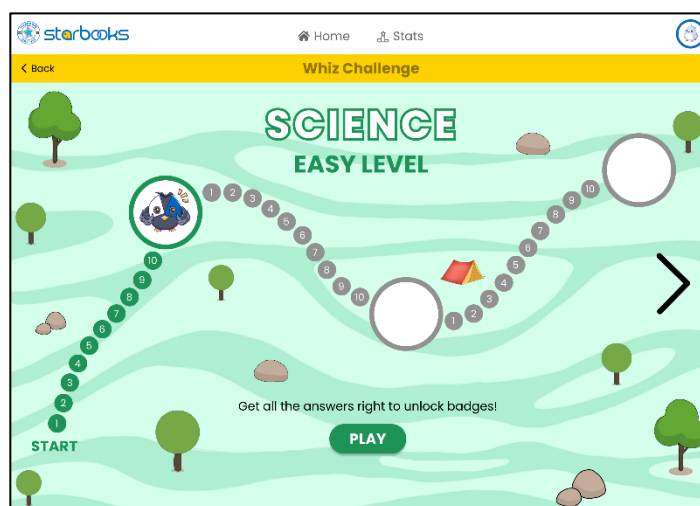 starbooks
Home
Stats
Back
Whiz Challenge
SCIENCE
EASY LEVEL
1 2 3 4 5 6 7 8 9 10
1 2 3 4 5 6 7 8 9 10
1 2 3 4 5 6 7 8 9 10
START
Get all the answers right to unlock badges!
PLAY